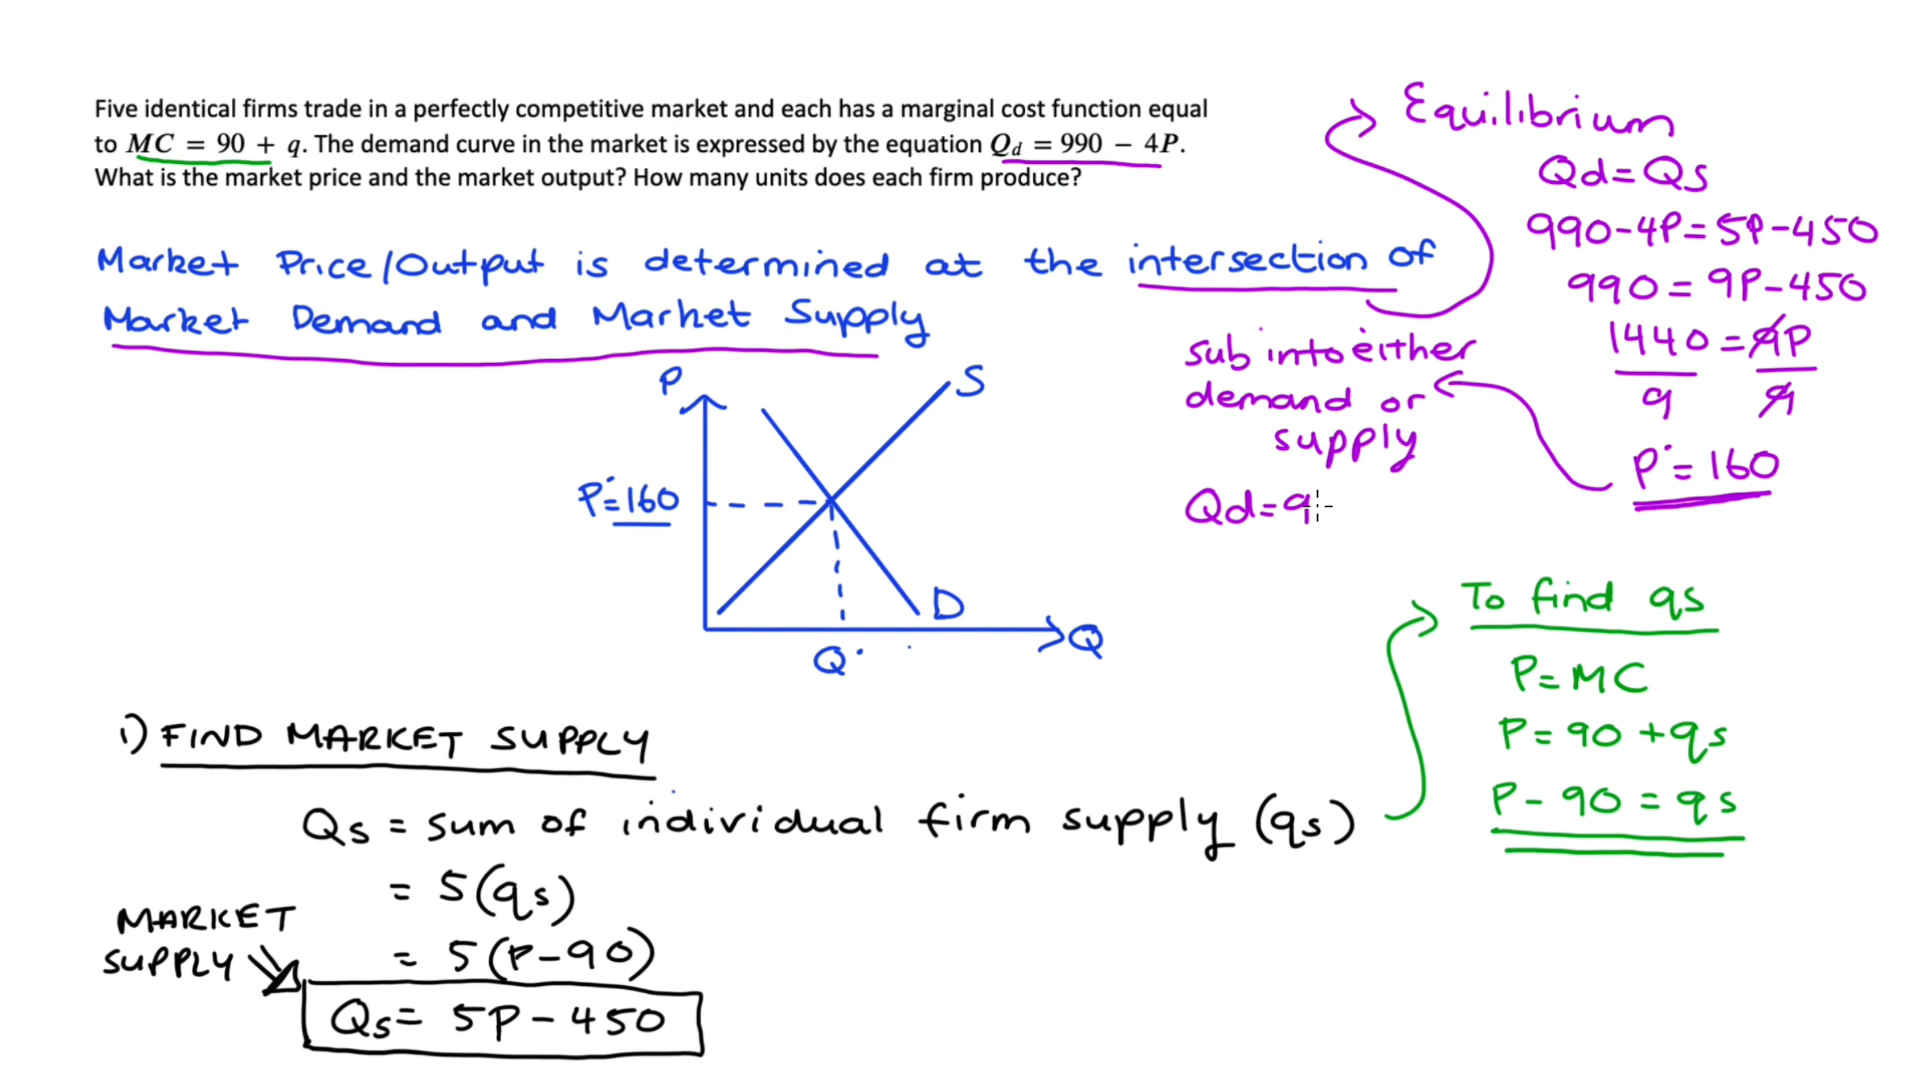 Five identical firms trade in a perfectly competitive market and each has a marginal cost function equal
to MC = 90 + q. The demand curve in the market is expressed by the equation Qd = 990 − 4P.
What is the market price and the market output? How many units does each firm produce?
Market Price/Output is determined at the intersection of
Market Demand and Market Supply
P
S
P*=160
D
Q*
Q
Equilibrium
Qd=Qs
990-4P=5P-450
990=9P-450
1440=9P
9 9
P*=160
sub into either
demand or
supply
Qd=9
To find qs
P=MC
P=90+qs
P-90=qs
1) FIND MARKET SUPPLY
Qs = sum of individual firm supply (qs)
= 5(qs)
= 5(P-90)
MARKET
SUPPLY
Qs= 5P-450